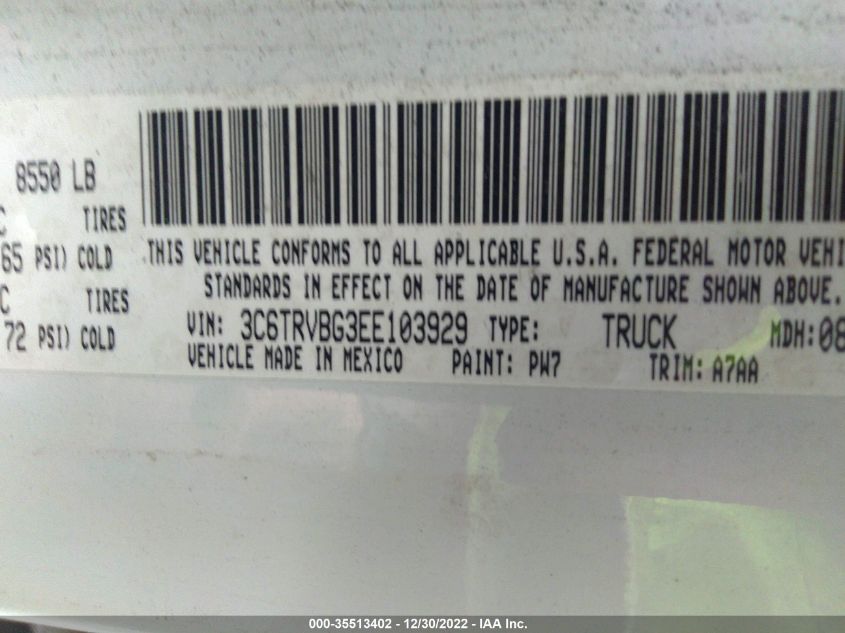 8550 LB
C TIRES
65 PSI) COLD
C TIRES
72 PSI) COLD
THIS VEHICLE CONFORMS TO ALL APPLICABLE U.S.A. FEDERAL MOTOR VEHI
STANDARDS IN EFFECT ON THE DATE OF MANUFACTURE SHOWN ABOVE.
VIN: 3C6TRVBG3EE103929 TYPE: TRUCK MDH:08
VEHICLE MADE IN MEXICO PAINT: PW7 TRIM: A7AA
000-35513402 - 12/30/2022 - IAA Inc.